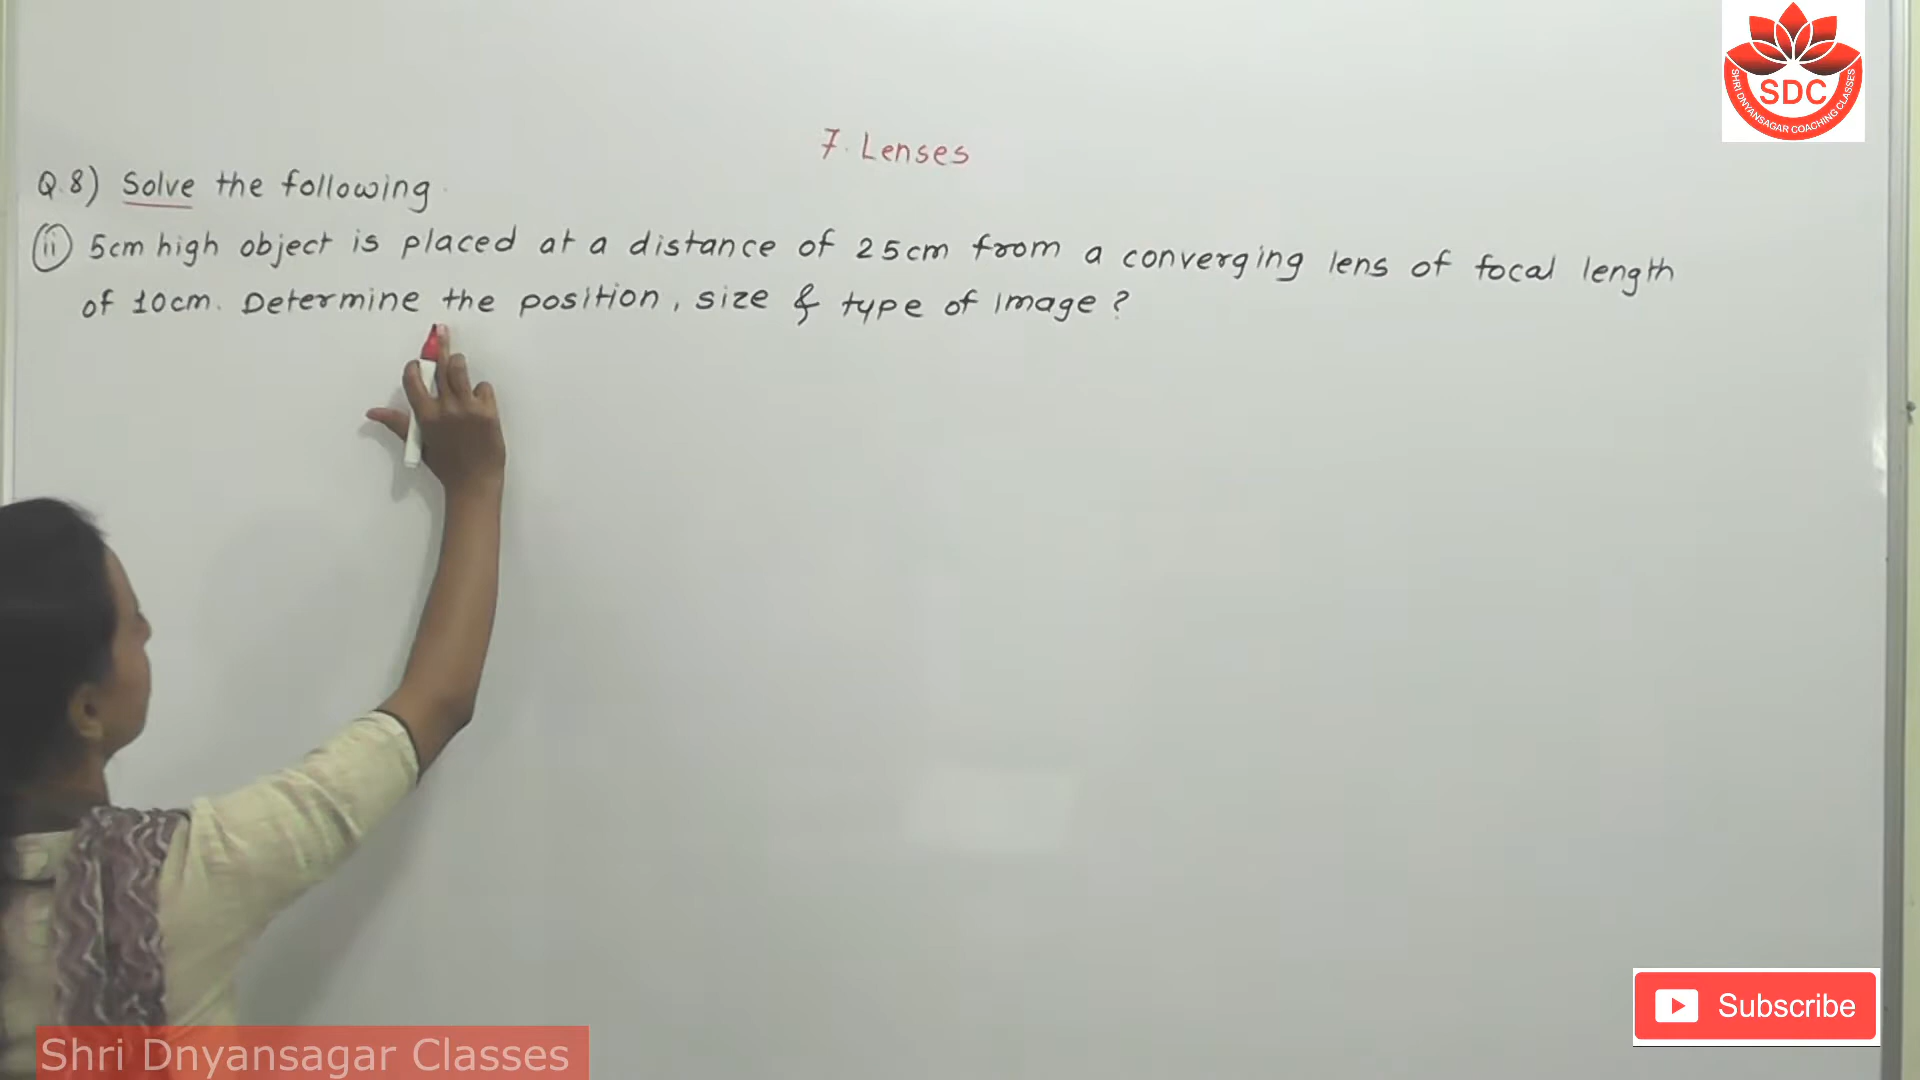 SHRI DNYANSAGAR COACHING CLASSES
SDC
7. Lenses
Q.8) Solve the following
(ii) 5cm high object is placed at a distance of 25cm from a converging lens of focal length
of 10cm. Determine the position, size & type of image?
Subscribe
Shri Dnyansagar Classes